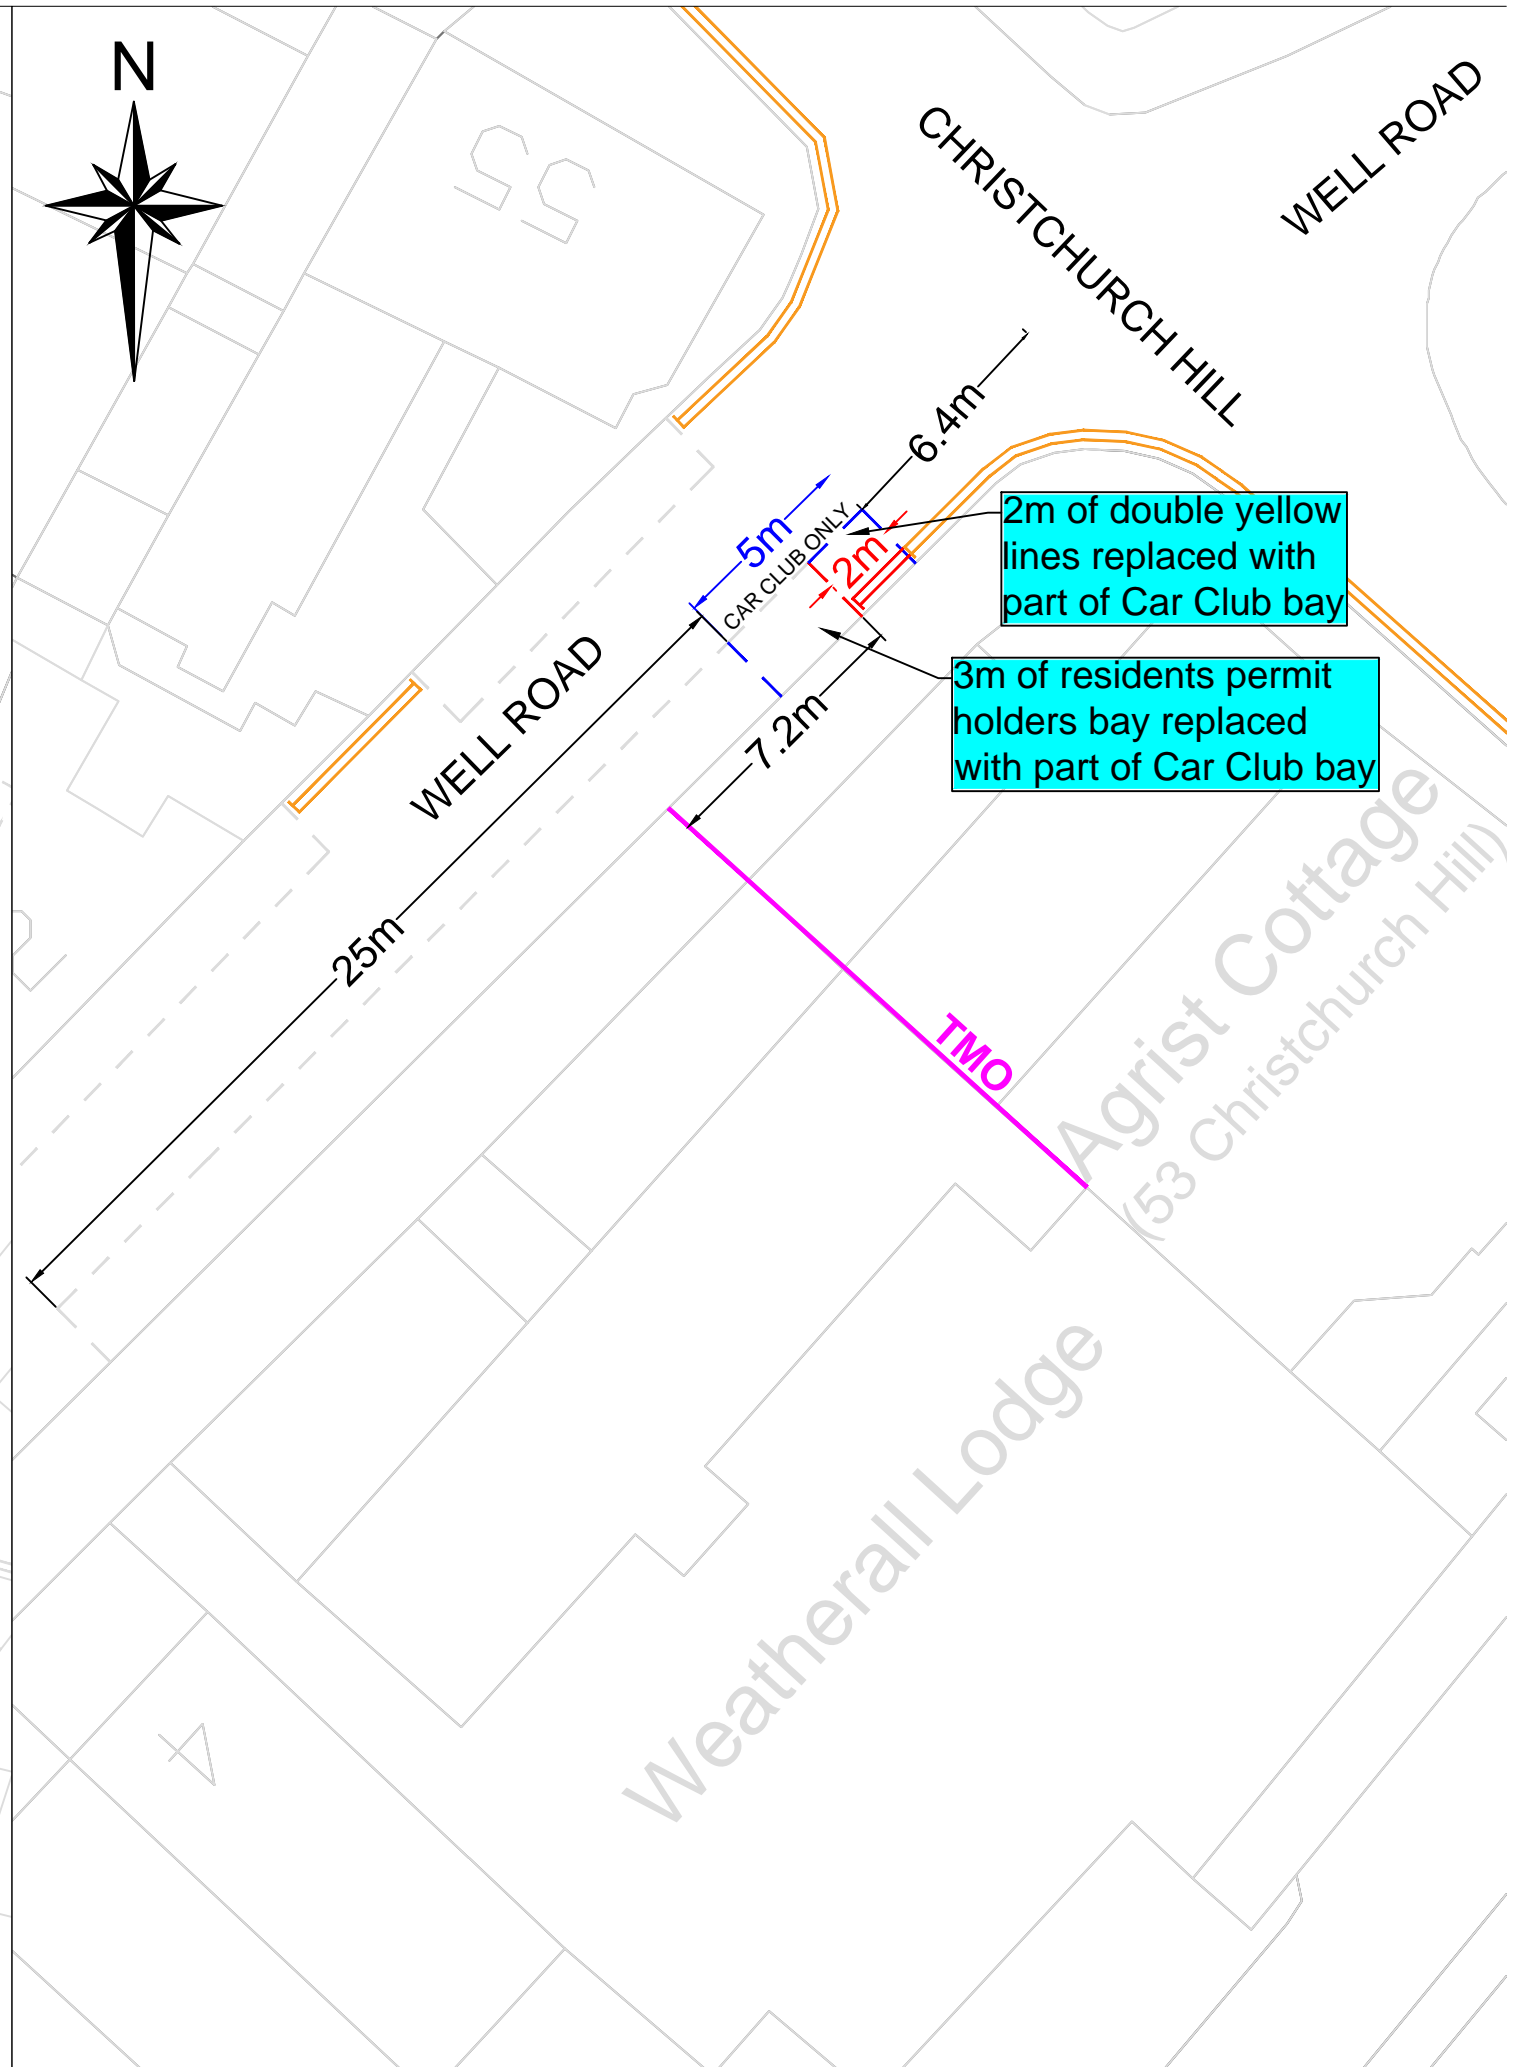 N
55
CHRISTCHURCH HILL
WELL ROAD
6.4m
5m
CAR CLUB ONLY
2m
2m of double yellow
lines replaced with
part of Car Club bay
3m of residents permit
holders bay replaced
with part of Car Club bay
WELL ROAD
7.2m
25m
TMO
Agrist Cottage
(53 Christchurch Hill)
Weatherall Lodge
4